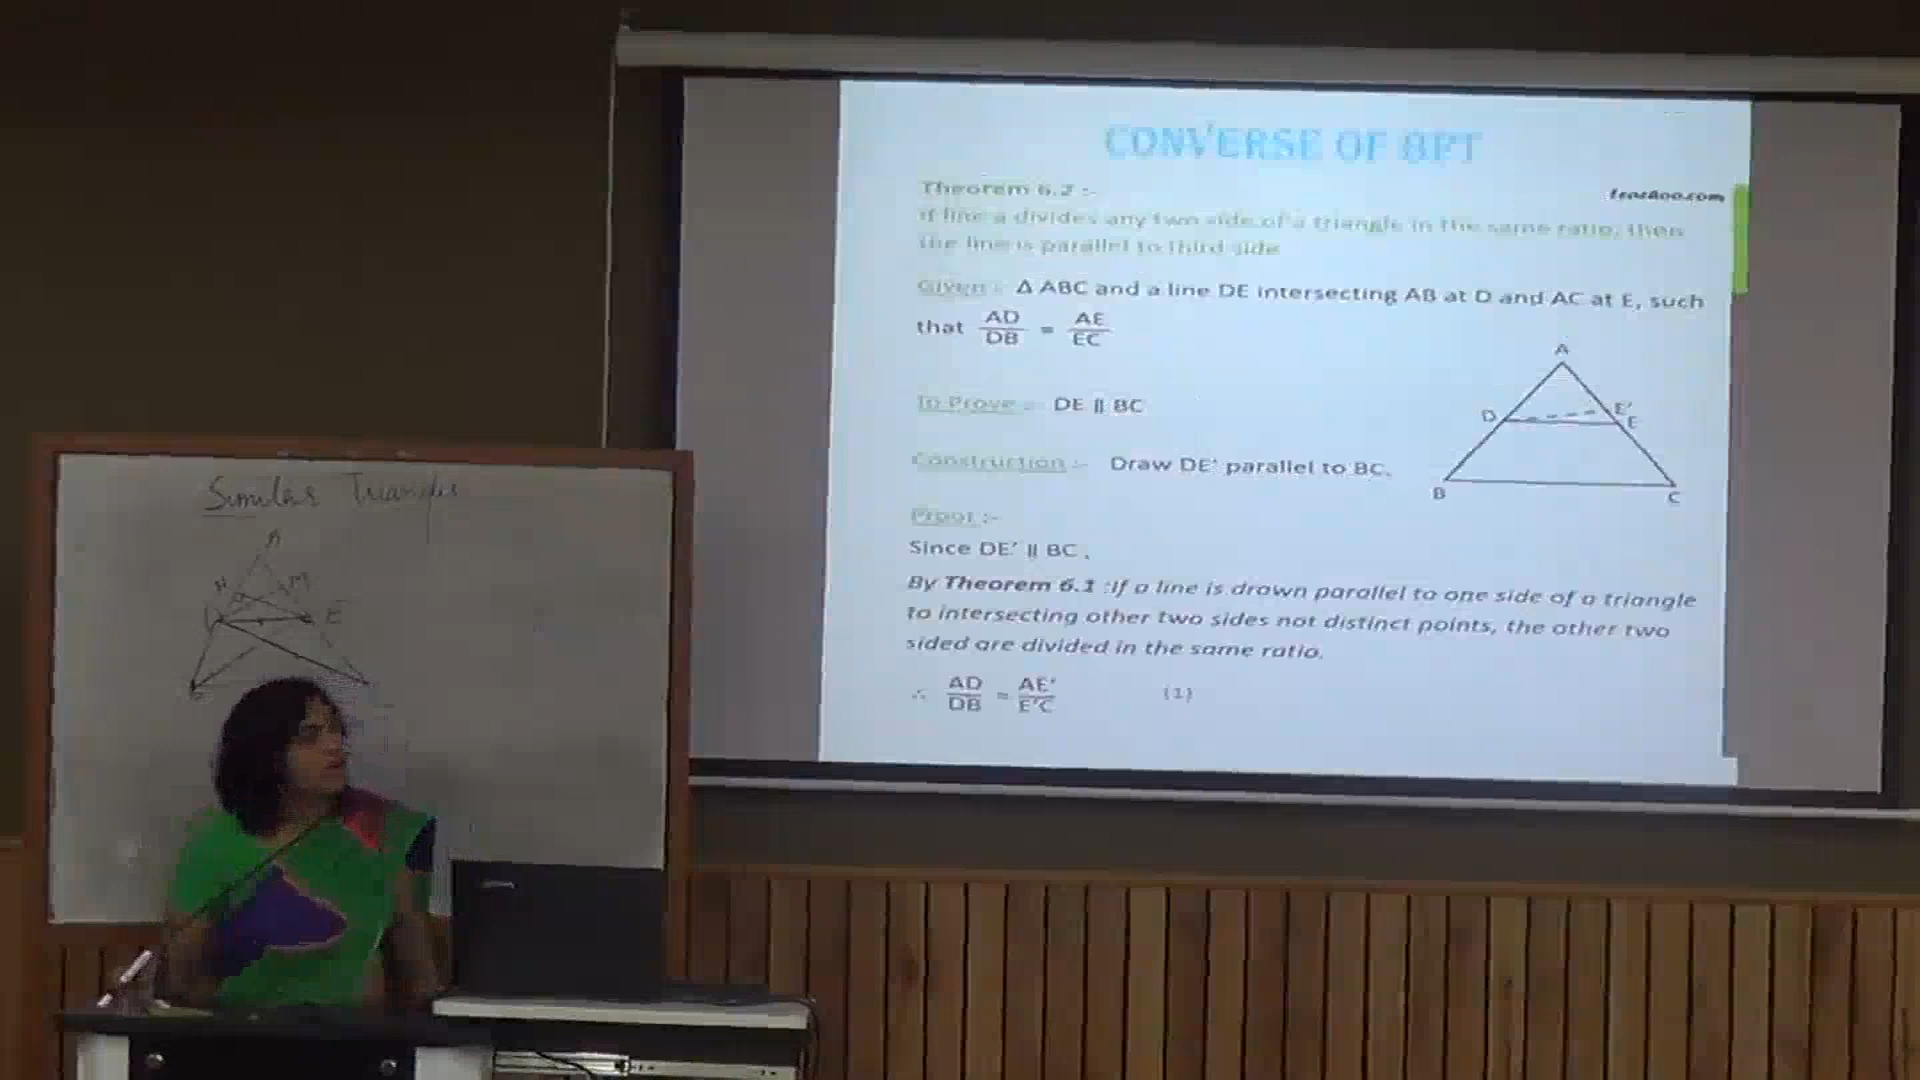 CONVERSE OF BPT
Theorem 6.2 :-
teachoo.com
If line a divides any two side of a triangle in the same ratio, then
the line is parallel to third side
Given :- Δ ABC and a line DE intersecting AB at D and AC at E, such
that AD/DB = AE/EC
To Prove :- DE || BC
Construction :- Draw DE' parallel to BC.
A
D E'
E
B C
Proof :-
Since DE' || BC ,
By Theorem 6.1 :If a line is drawn parallel to one side of a triangle
to intersecting other two sides not distinct points, the other two
sided are divided in the same ratio.
∴ AD/DB = AE'/E'C (1)
Similar Triangles
A
N M
D E
B